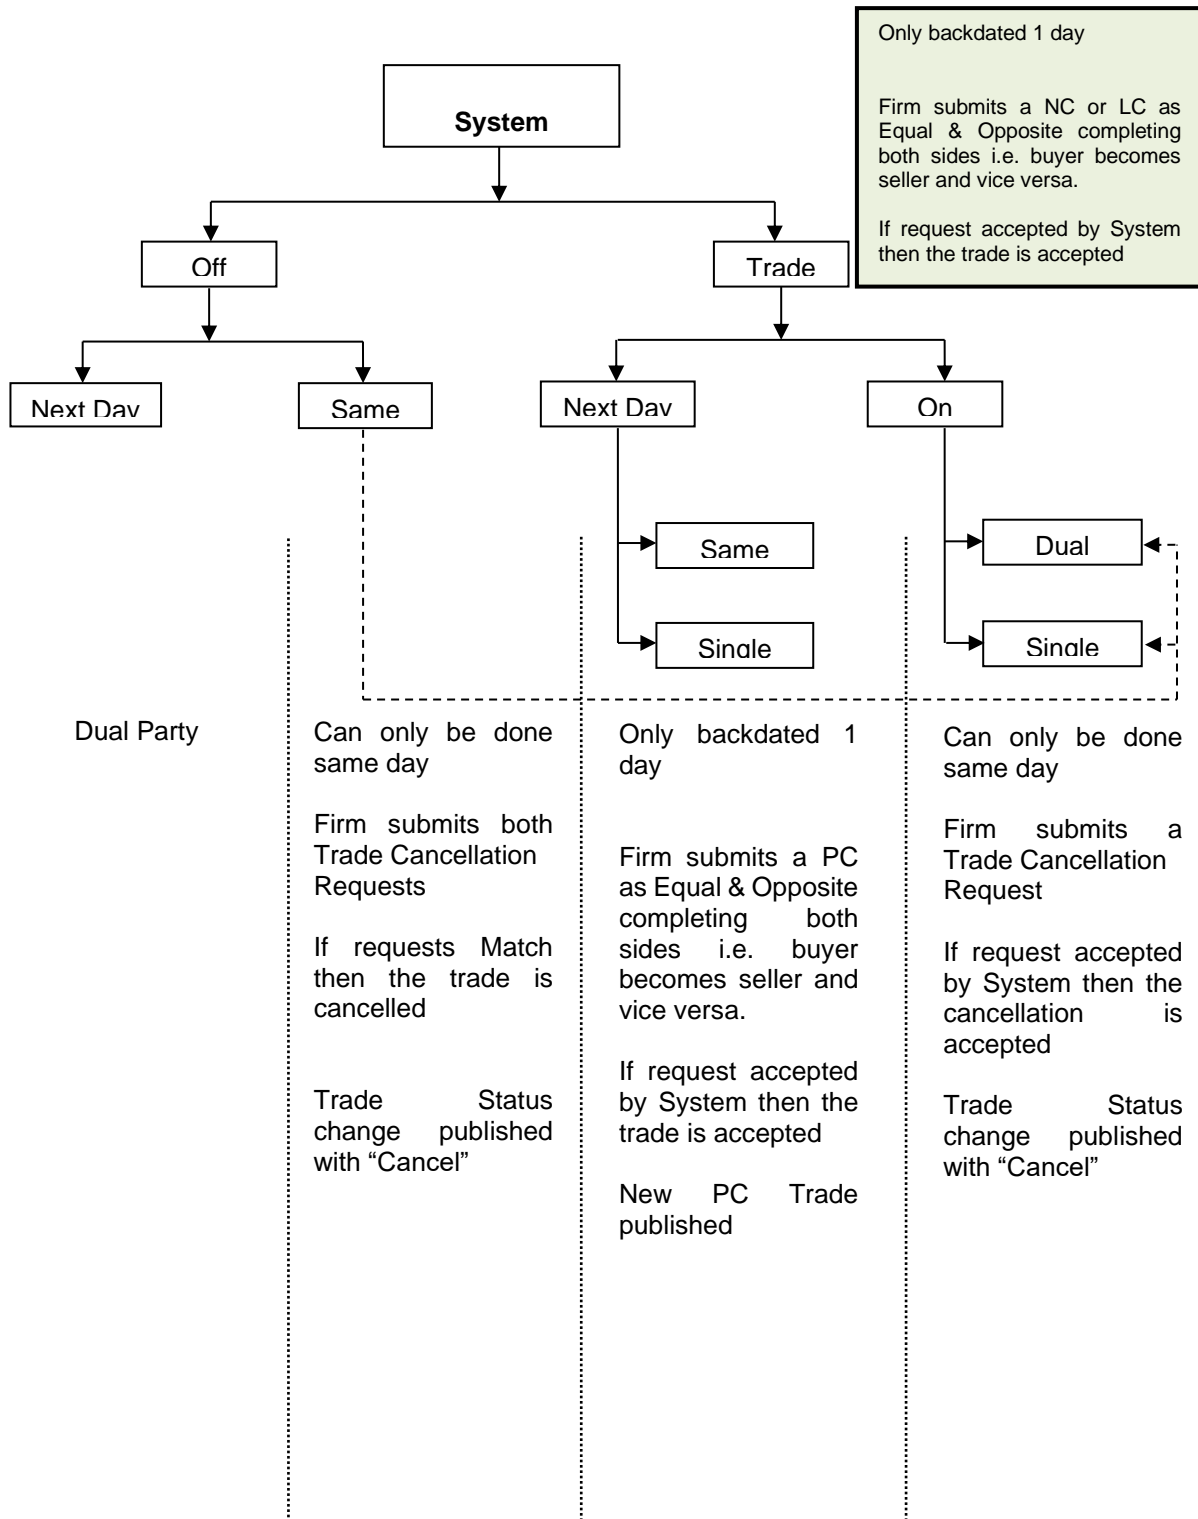 Only backdated 1 day
Firm submits a NC or LC as
Equal & Opposite completing
both sides i.e. buyer becomes
seller and vice versa.
If request accepted by System
then the trade is accepted
System
Off
Trade
Next Day
Same
Next Day
On
Same
Dual
Single
Single
Dual Party
Can only be done
same day
Firm submits both
Trade Cancellation
Requests
If requests Match
then the trade is
cancelled
Trade Status
change published
with “Cancel”
Only backdated 1
day
Firm submits a PC
as Equal & Opposite
completing both
sides i.e. buyer
becomes seller and
vice versa.
If request accepted
by System then the
trade is accepted
New PC Trade
published
Can only be done
same day
Firm submits a
Trade Cancellation
Request
If request accepted
by System then the
cancellation is
accepted
Trade Status
change published
with “Cancel”